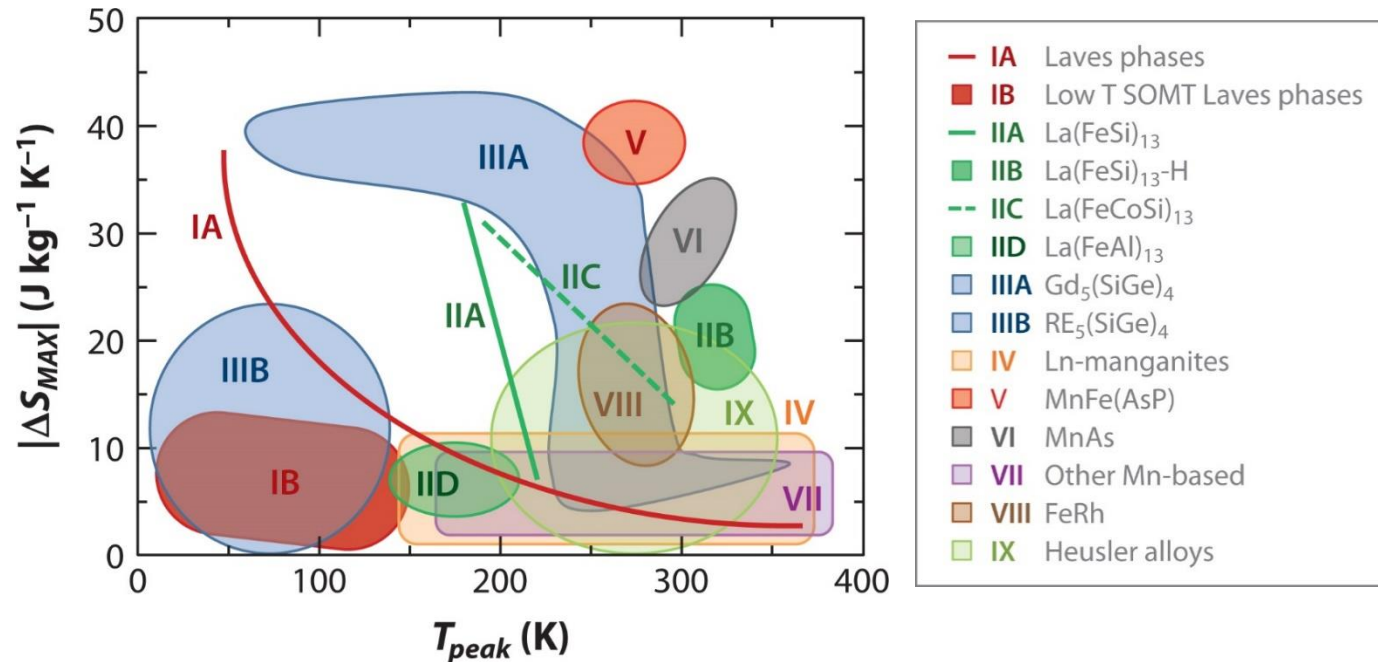 50
40
30
20
10
0
0
100
200
300
400
|ΔS_MAX| (J kg⁻¹ K⁻¹)
T_peak (K)
IA
IIIA
V
VI
IIC
IIA
IIB
IIIB
VIII
IX
IV
IB
IID
VII
IA Laves phases
IB Low T SOMT Laves phases
IIA La(FeSi)₁₃
IIB La(FeSi)₁₃-H
IIC La(FeCoSi)₁₃
IID La(FeAl)₁₃
IIIA Gd₅(SiGe)₄
IIIB RE₅(SiGe)₄
IV Ln-manganites
V MnFe(AsP)
VI MnAs
VII Other Mn-based
VIII FeRh
IX Heusler alloys